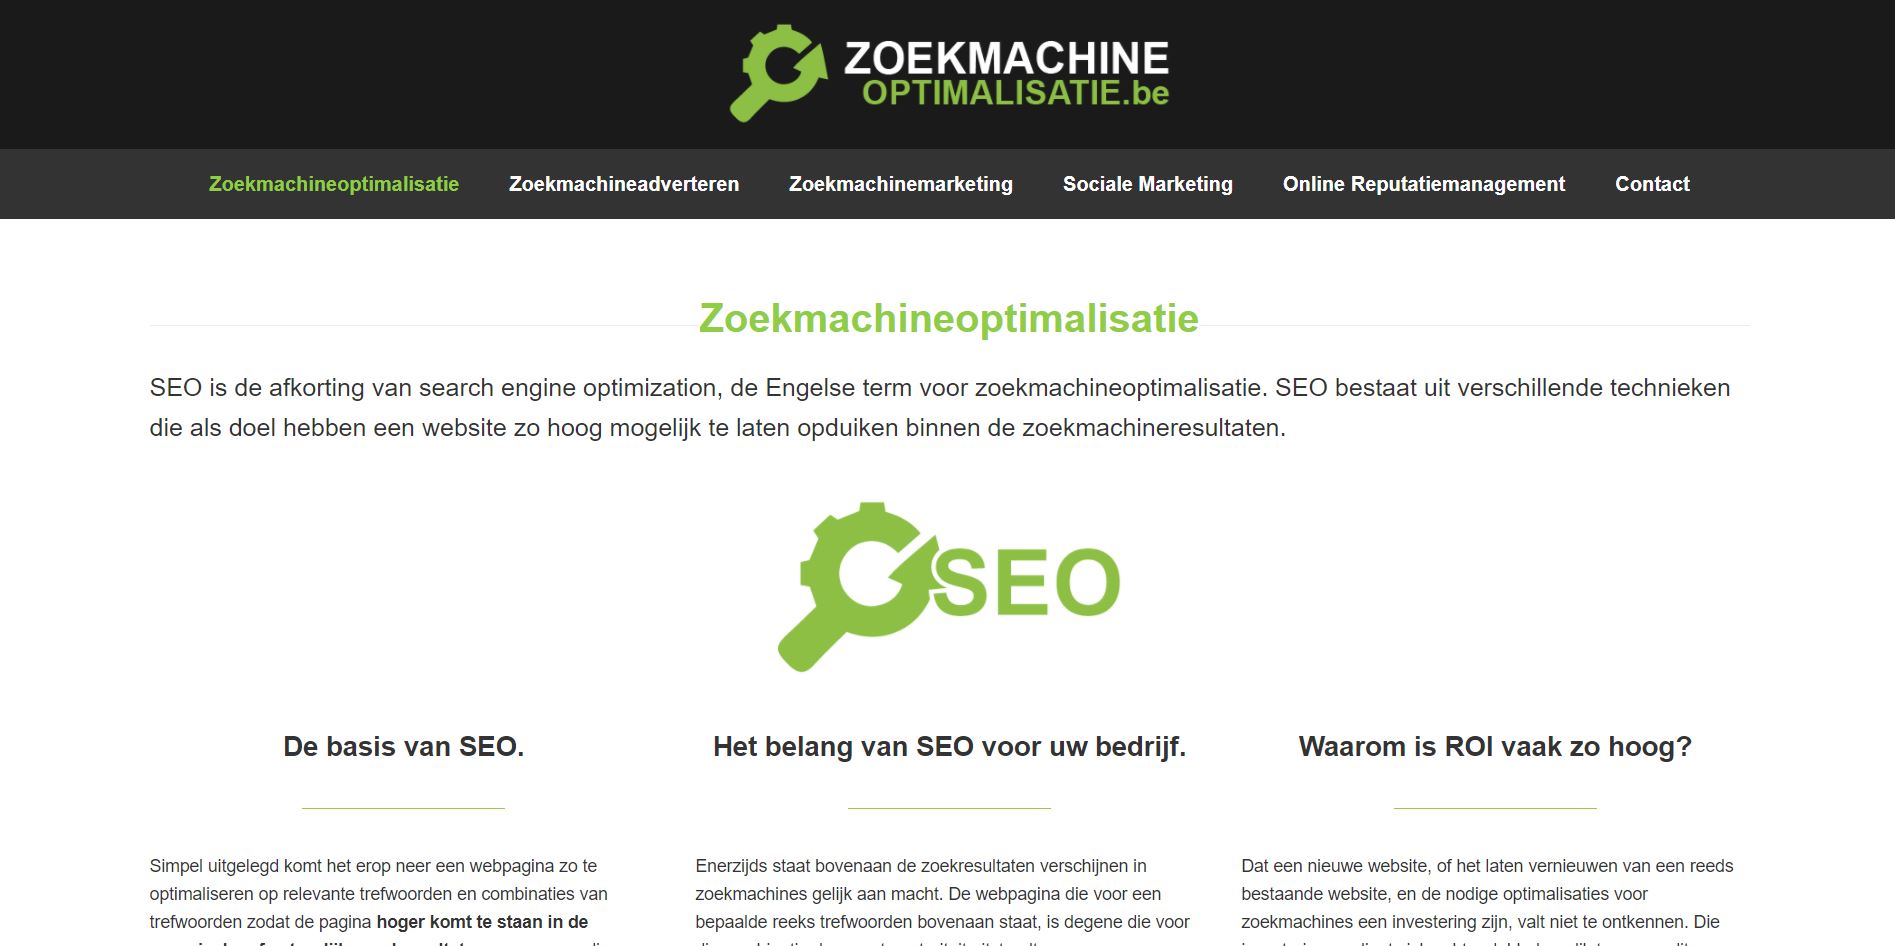 ZOEKMACHINE
OPTIMALISATIE.be
Zoekmachineoptimalisatie Zoekmachineadverteren Zoekmachinemarketing Sociale Marketing Online Reputatiemanagement Contact
Zoekmachineoptimalisatie
SEO is de afkorting van search engine optimization, de Engelse term voor zoekmachineoptimalisatie. SEO bestaat uit verschillende technieken
die als doel hebben een website zo hoog mogelijk te laten opduiken binnen de zoekmachineresultaten.
SEO
De basis van SEO.
Simpel uitgelegd komt het erop neer een webpagina zo te
optimaliseren op relevante trefwoorden en combinaties van
trefwoorden zodat de pagina hoger komt te staan in de
Het belang van SEO voor uw bedrijf.
Enerzijds staat bovenaan de zoekresultaten verschijnen in
zoekmachines gelijk aan macht. De webpagina die voor een
bepaalde reeks trefwoorden bovenaan staat, is degene die voor
Waarom is ROI vaak zo hoog?
Dat een nieuwe website, of het laten vernieuwen van een reeds
bestaande website, en de nodige optimalisaties voor
zoekmachines een investering zijn, valt niet te ontkennen. Die